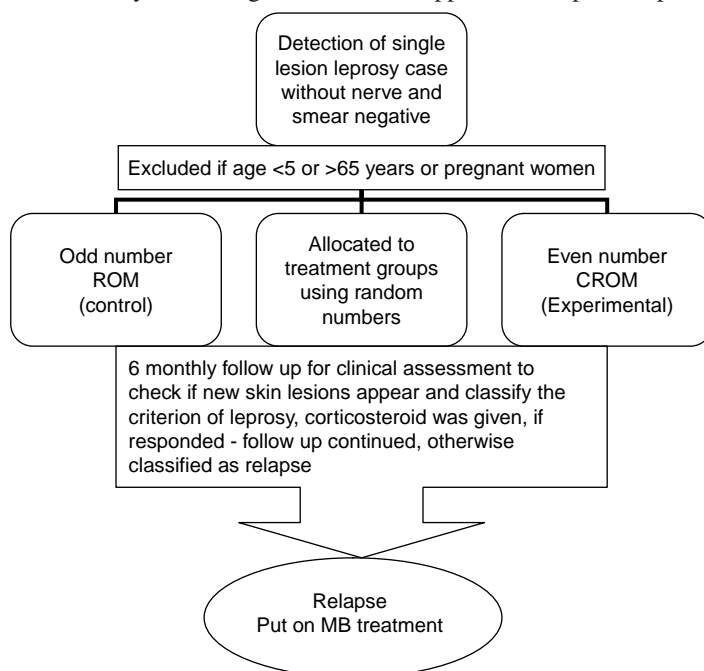 Detection of single
lesion leprosy case
without nerve and
smear negative
Excluded if age <5 or >65 years or pregnant women
Odd number
ROM
(control)
Allocated to
treatment groups
using random
numbers
Even number
CROM
(Experimental)
6 monthly follow up for clinical assessment to
check if new skin lesions appear and classify the
criterion of leprosy, corticosteroid was given, if
responded - follow up continued, otherwise
classified as relapse
Relapse
Put on MB treatment